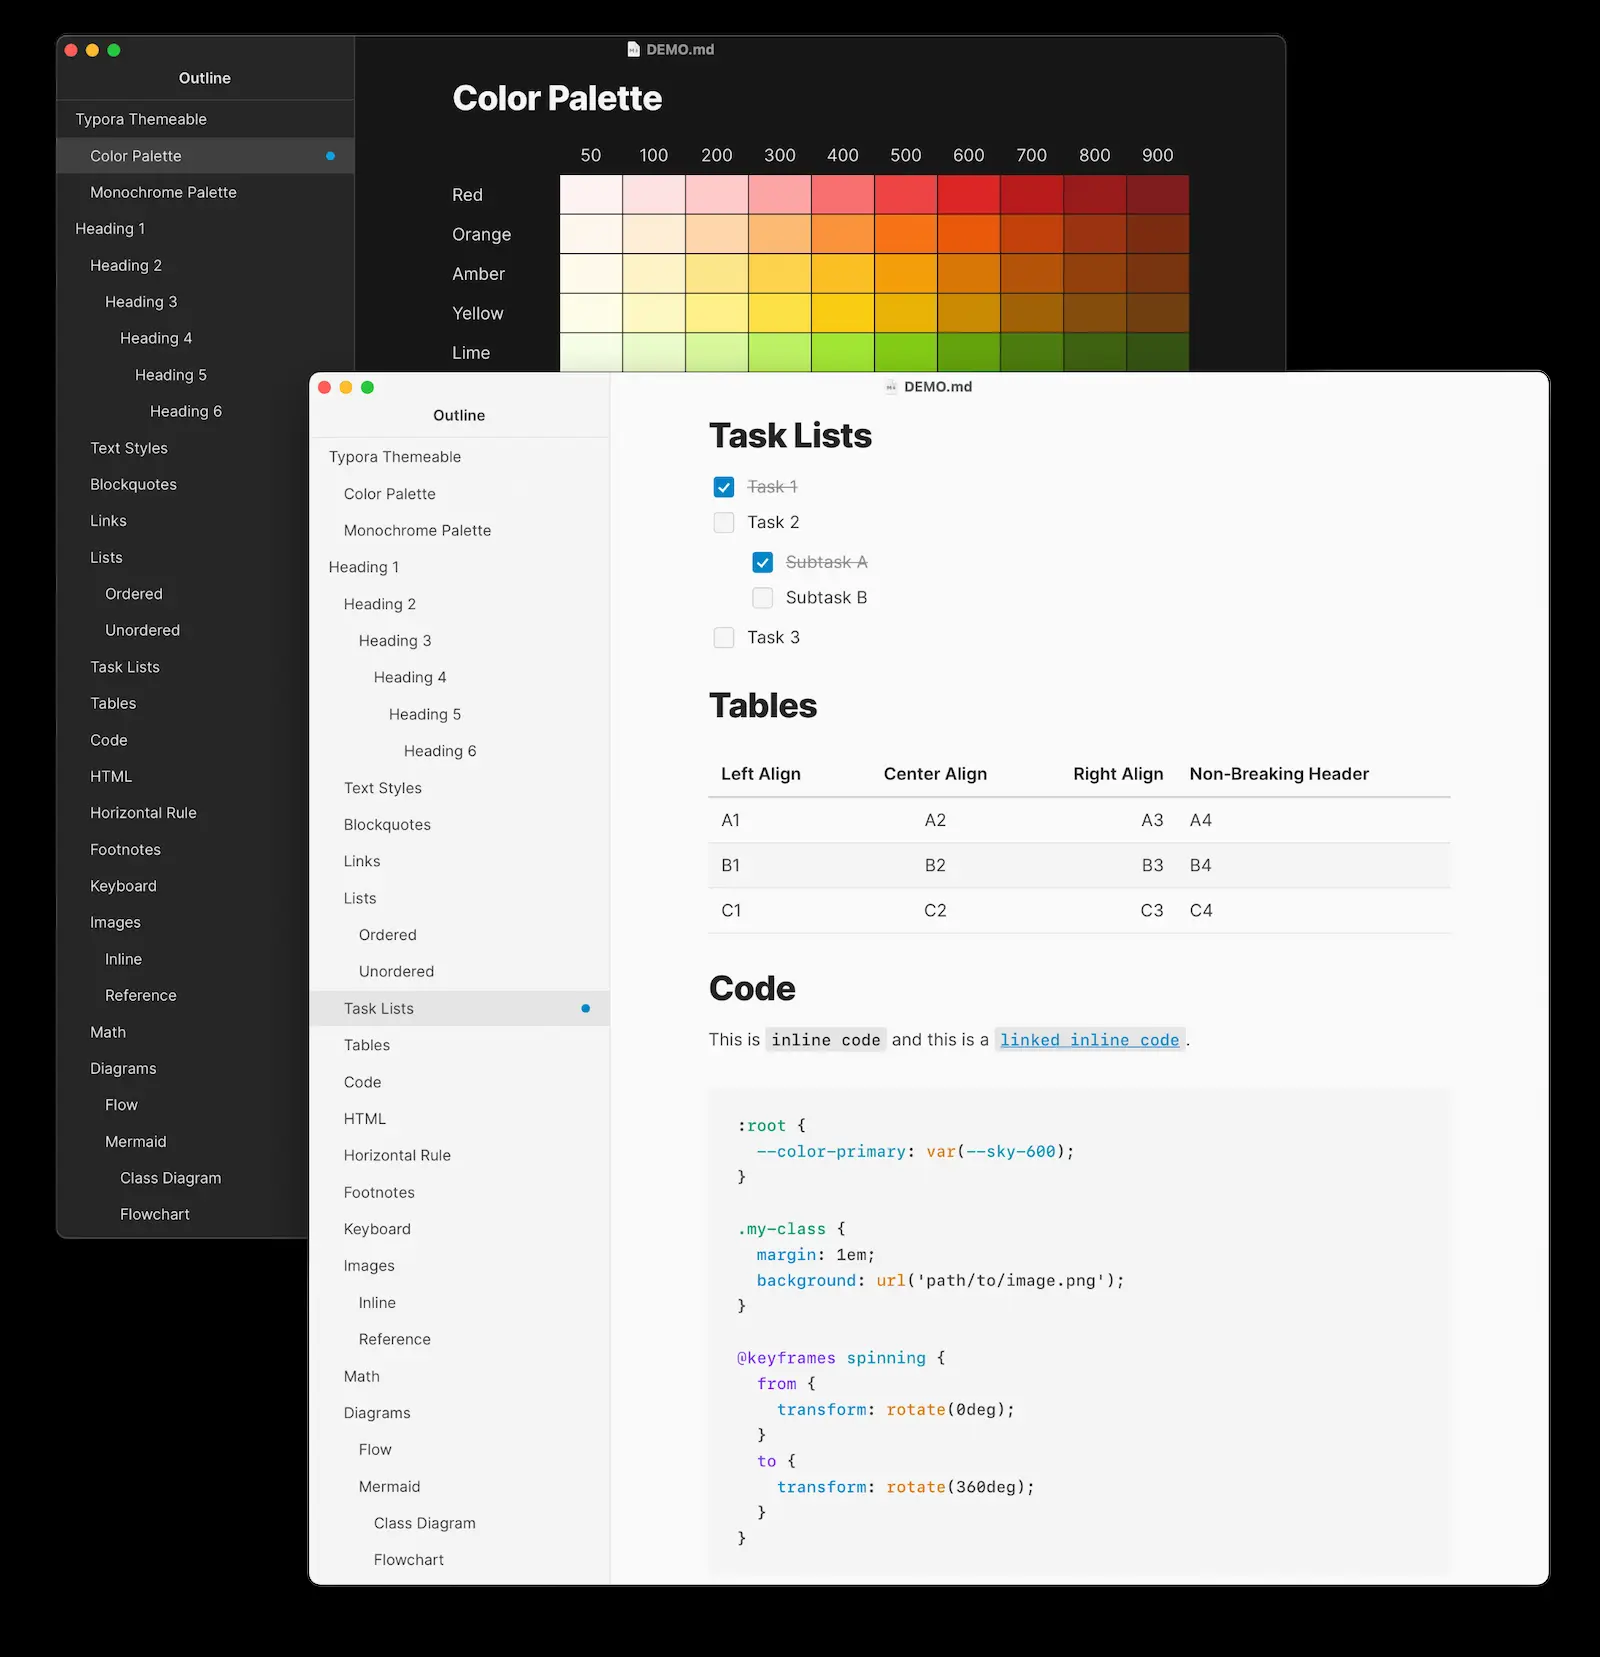 DEMO.md
Outline
Typora Themeable
Color Palette
Monochrome Palette
Heading 1
Heading 2
Heading 3
Heading 4
Heading 5
Heading 6
Text Styles
Blockquotes
Links
Lists
Ordered
Unordered
Task Lists
Tables
Code
HTML
Horizontal Rule
Footnotes
Keyboard
Images
Inline
Reference
Math
Diagrams
Flow
Mermaid
Class Diagram
Flowchart
Color Palette
50 100 200 300 400 500 600 700 800 900
Red
Orange
Amber
Yellow
Lime
DEMO.md
Outline
Typora Themeable
Color Palette
Monochrome Palette
Heading 1
Heading 2
Heading 3
Heading 4
Heading 5
Heading 6
Text Styles
Blockquotes
Links
Lists
Ordered
Unordered
Task Lists
Tables
Code
HTML
Horizontal Rule
Footnotes
Keyboard
Images
Inline
Reference
Math
Diagrams
Flow
Mermaid
Class Diagram
Flowchart
Task Lists
Task 1
Task 2
Subtask A
Subtask B
Task 3
Tables
Left Align Center Align Right Align Non-Breaking Header
A1 A2 A3 A4
B1 B2 B3 B4
C1 C2 C3 C4
Code
This is inline code and this is a linked inline code.
:root {
  --color-primary: var(--sky-600);
}
.my-class {
  margin: 1em;
  background: url('path/to/image.png');
}
@keyframes spinning {
  from {
    transform: rotate(0deg);
  }
  to {
    transform: rotate(360deg);
  }
}